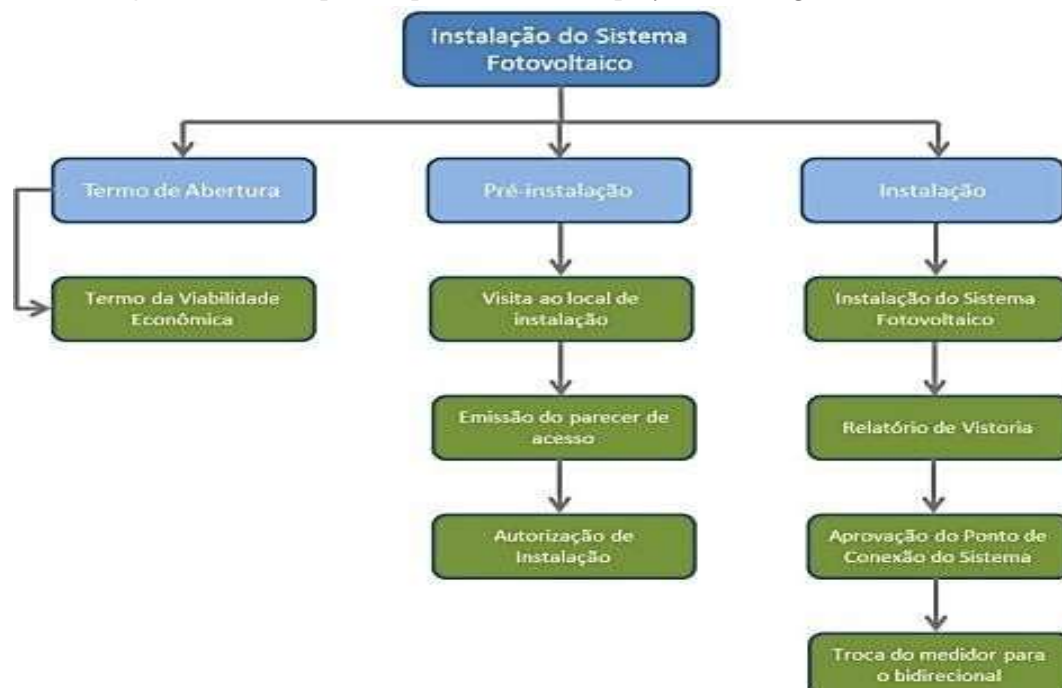 Instalação do Sistema
Fotovoltaico
Termo de Abertura
Pré-instalação
Instalação
Termo da Viabilidade
Econômica
Visita ao local de
instalação
Instalação do Sistema
Fotovoltaico
Emissão do parecer de
acesso
Relatório de Vistoria
Autorização de
Instalação
Aprovação do Ponto de
Conexão do Sistema
Troca do medidor para
o bidirecional